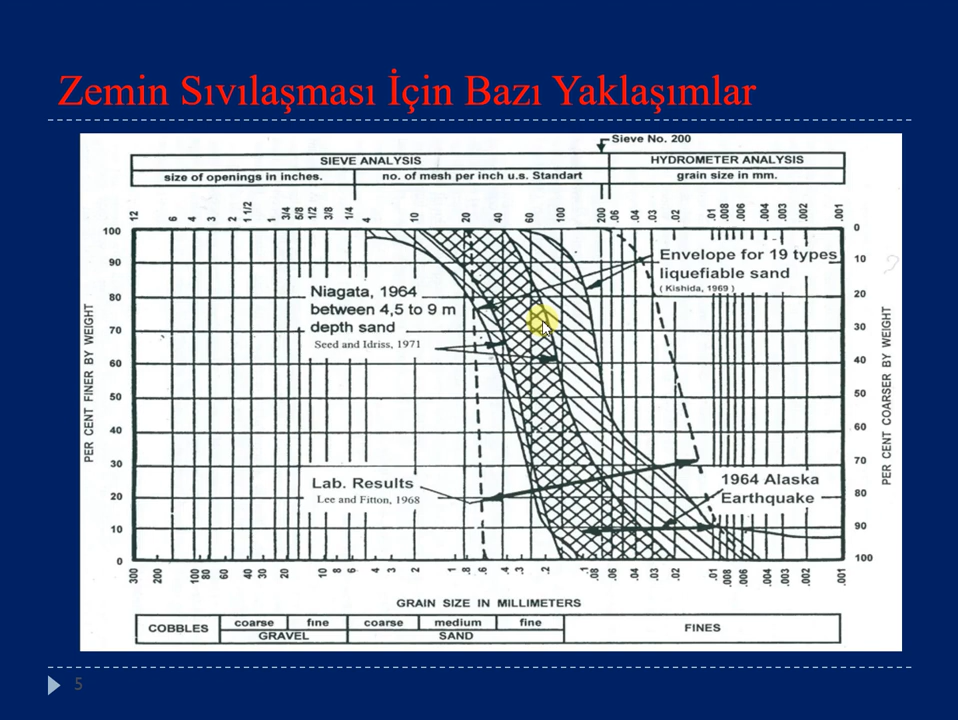 Zemin Sıvılaşması İçin Bazı Yaklaşımlar
Sieve No. 200
SIEVE ANALYSIS
HYDROMETER ANALYSIS
size of openings in inches.
no. of mesh per inch u.s. Standart
grain size in mm.
12 6 4 3 2 1 1/2 1 3/4 5/8 1/2 3/8 1/4 4 10 20 40 60 100 200 .06 .04 .03 .02 .01 .008 .006 .004 .003 .002 .001
PER CENT FINER BY WEIGHT
100
90
80
70
60
50
40
30
20
10
0
Envelope for 19 types
liquefiable sand
( Kishida, 1969 )
Niagata, 1964
between 4,5 to 9 m
depth sand
Seed and Idriss, 1971
Lab. Results
Lee and Fitton, 1968
1964 Alaska
Earthquake
0
10
20
30
40
50
60
70
80
90
100
PER CENT COARSER BY WEIGHT
300 200 100 80 60 40 30 20 10 8 6 4 3 2 1 .8 .6 .4 .3 .2 .1 .08 .06 .04 .03 .02 .01 .008 .006 .004 .003 .002 .001
GRAIN SIZE IN MILLIMETERS
COBBLES
coarse
fıne
GRAVEL
coarse
medium
fine
SAND
FINES
5